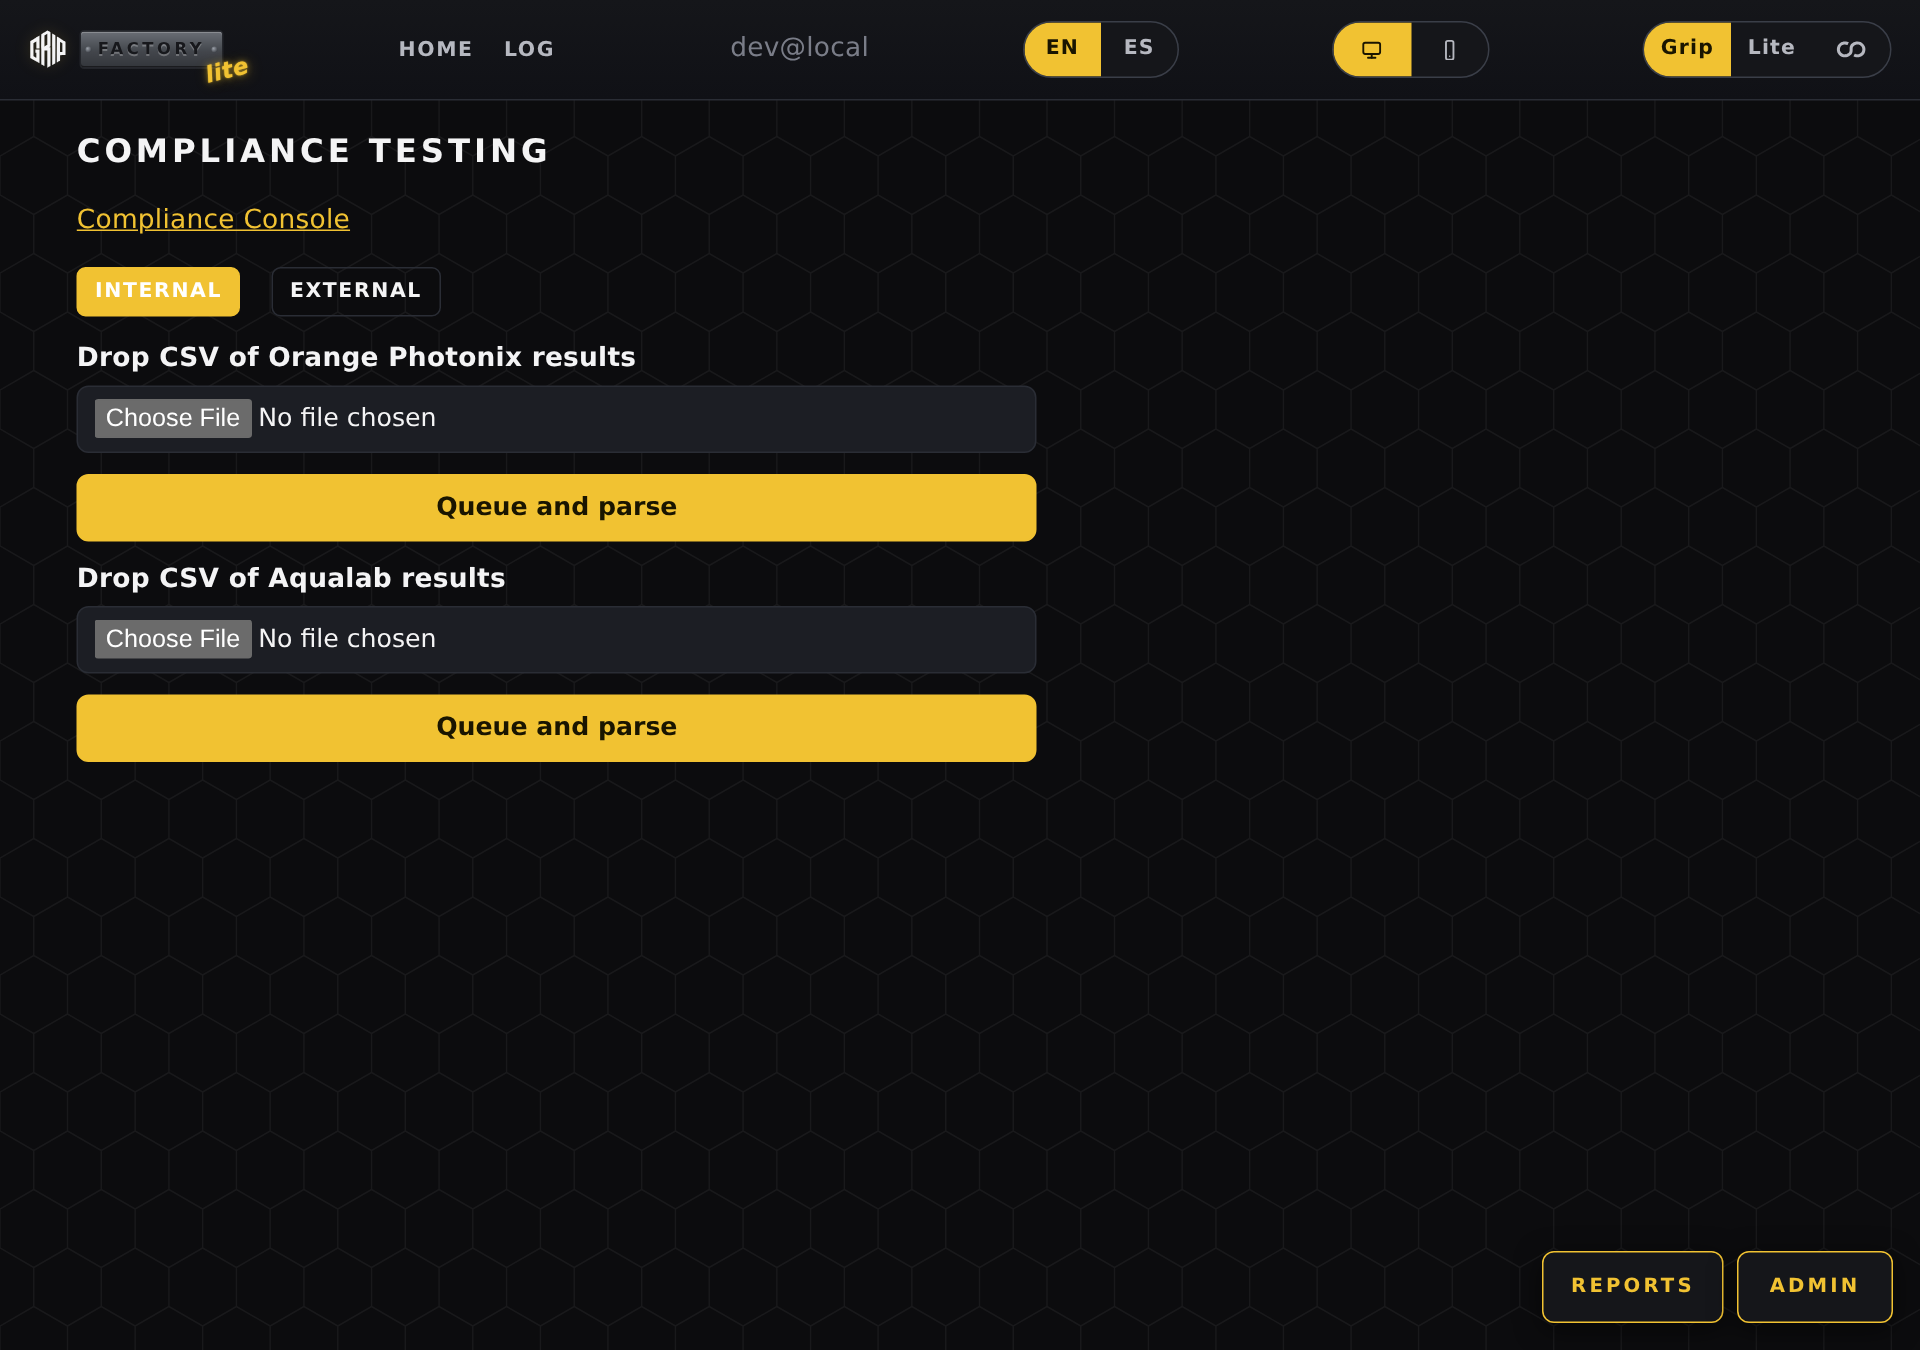 GRIP FACTORY lite
HOME LOG dev@local EN ES Grip Lite
COMPLIANCE TESTING
Compliance Console
INTERNAL EXTERNAL
Drop CSV of Orange Photonix results
Choose File No file chosen
Queue and parse
Drop CSV of Aqualab results
Choose File No file chosen
Queue and parse
REPORTS ADMIN